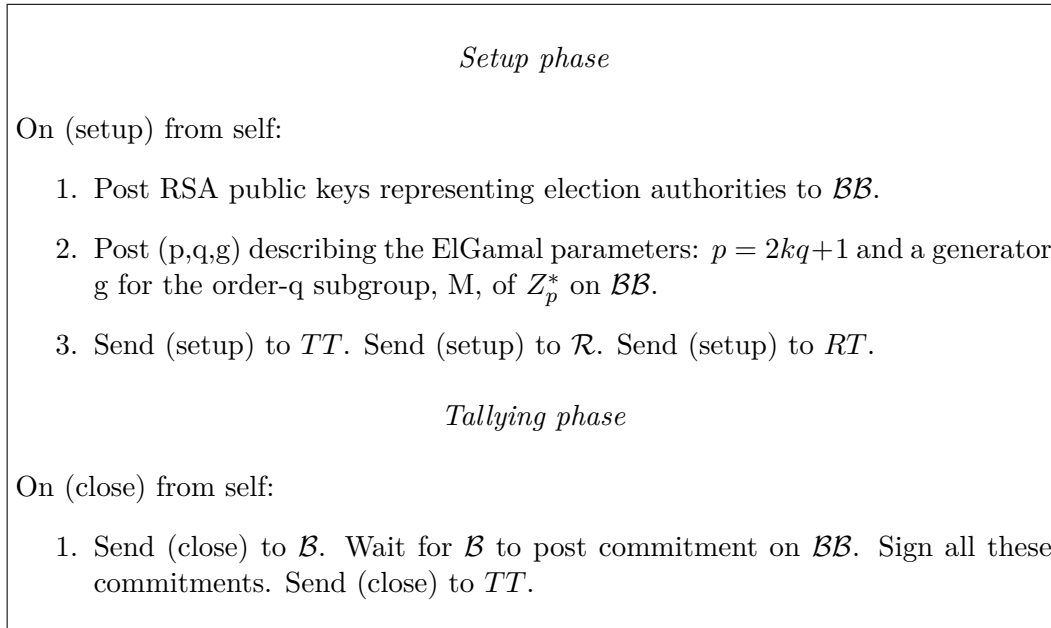 Setup phase
On (setup) from self:
1. Post RSA public keys representing election authorities to BB.
2. Post (p,q,g) describing the ElGamal parameters: p = 2kq+1 and a generator
g for the order-q subgroup, M, of Z_p^* on BB.
3. Send (setup) to TT. Send (setup) to R. Send (setup) to RT.
Tallying phase
On (close) from self:
1. Send (close) to B. Wait for B to post commitment on BB. Sign all these
commitments. Send (close) to TT.